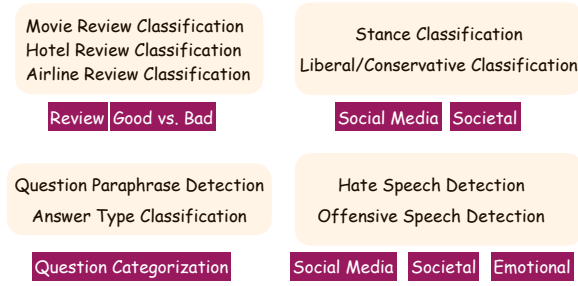 Movie Review Classification
Hotel Review Classification
Airline Review Classification
Review Good vs. Bad
Stance Classification
Liberal/Conservative Classification
Social Media Societal
Question Paraphrase Detection
Answer Type Classification
Question Categorization
Hate Speech Detection
Offensive Speech Detection
Social Media Societal Emotional